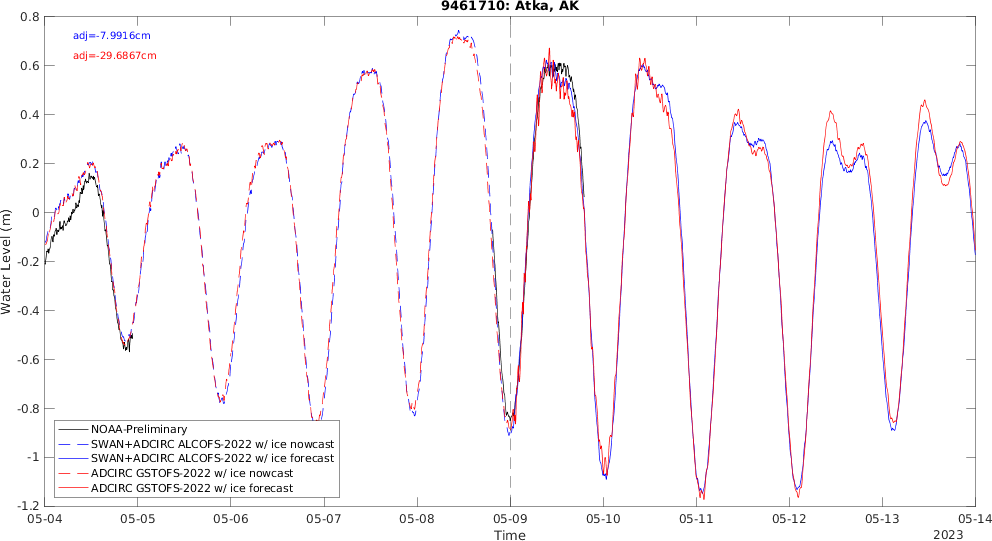 9461710: Atka, AK
adj=-7.9916cm
adj=-29.6867cm
Water Level (m)
0.8
0.6
0.4
0.2
0
-0.2
-0.4
-0.6
-0.8
-1
-1.2
NOAA-Preliminary
SWAN+ADCIRC ALCOFS-2022 w/ ice nowcast
SWAN+ADCIRC ALCOFS-2022 w/ ice forecast
ADCIRC GSTOFS-2022 w/ ice nowcast
ADCIRC GSTOFS-2022 w/ ice forecast
05-04 05-05 05-06 05-07 05-08 05-09 05-10 05-11 05-12 05-13 05-14
Time
2023